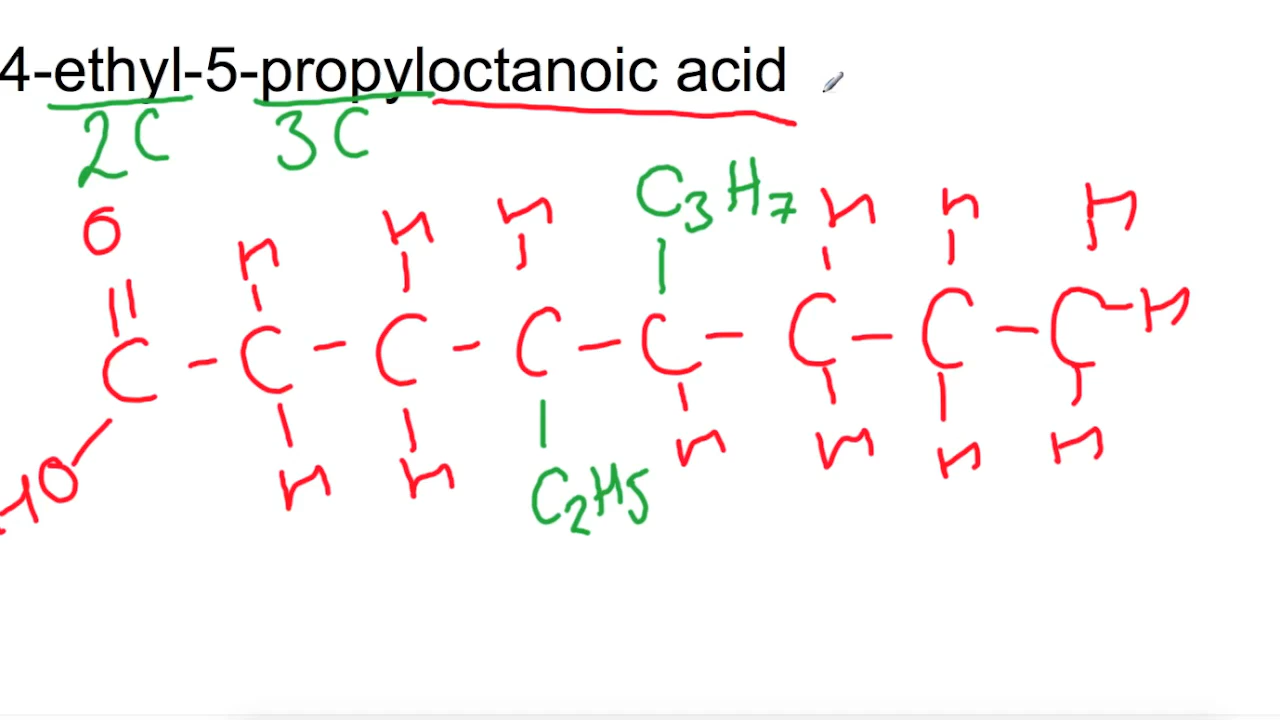 4-ethyl-5-propyloctanoic acid
2C 3C
C3H7
O H H H H H H
C - C - C - C - C - C - C - C - H
HO H H C2H5 H H H H